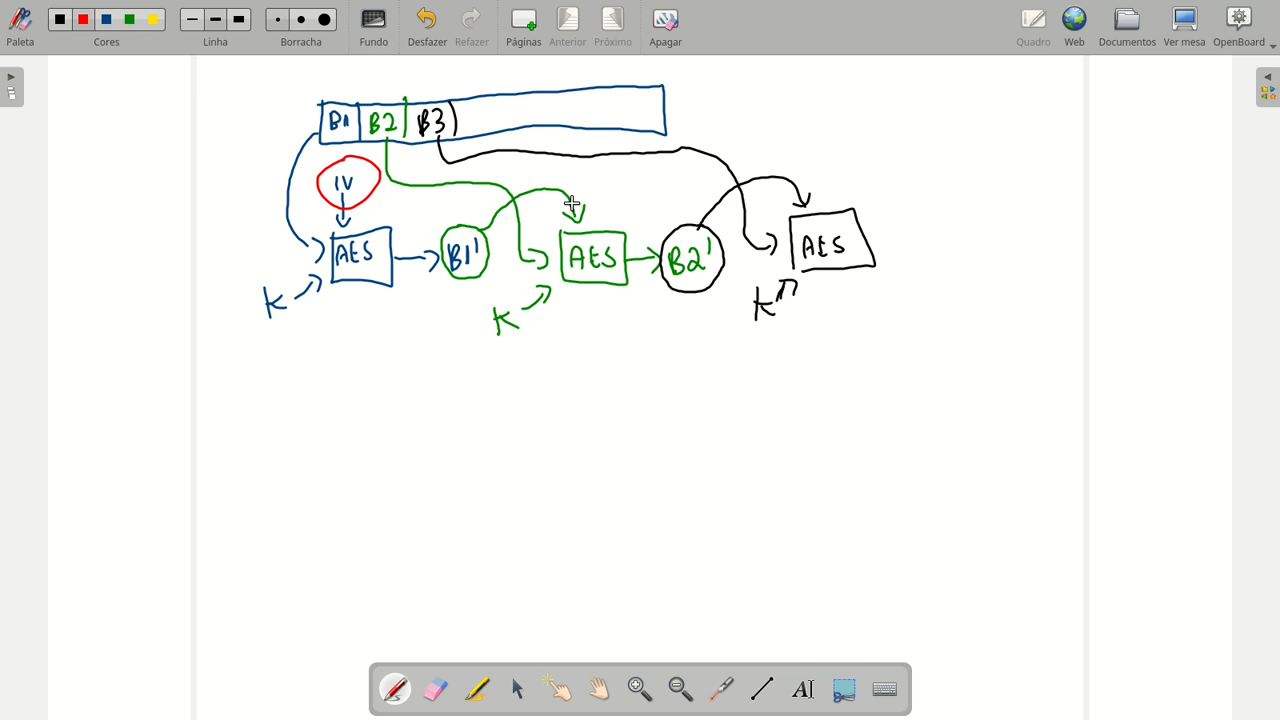 Paleta Cores Linha Borracha Fundo Desfazer Refazer Páginas Anterior Próximo Apagar Quadro Web Documentos Ver mesa OpenBoard
B1 B2 B3
IV
AES B1' AES B2' AES
K K K